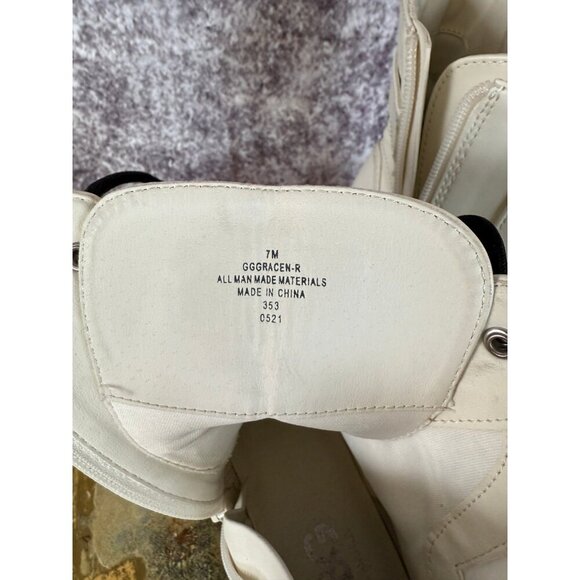 7M
GGGRACEN-R
ALL MAN MADE MATERIALS
MADE IN CHINA
353
0521